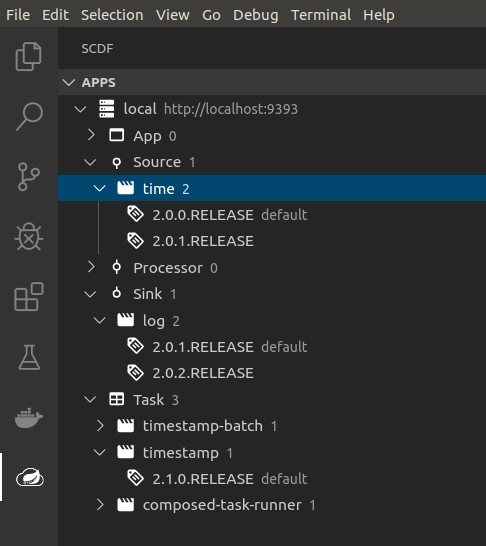 File Edit Selection View Go Debug Terminal Help
SCDF
APPS
local http://localhost:9393
App 0
Source 1
time 2
2.0.0.RELEASE default
2.0.1.RELEASE
Processor 0
Sink 1
log 2
2.0.1.RELEASE default
2.0.2.RELEASE
Task 3
timestamp-batch 1
timestamp 1
2.1.0.RELEASE default
composed-task-runner 1